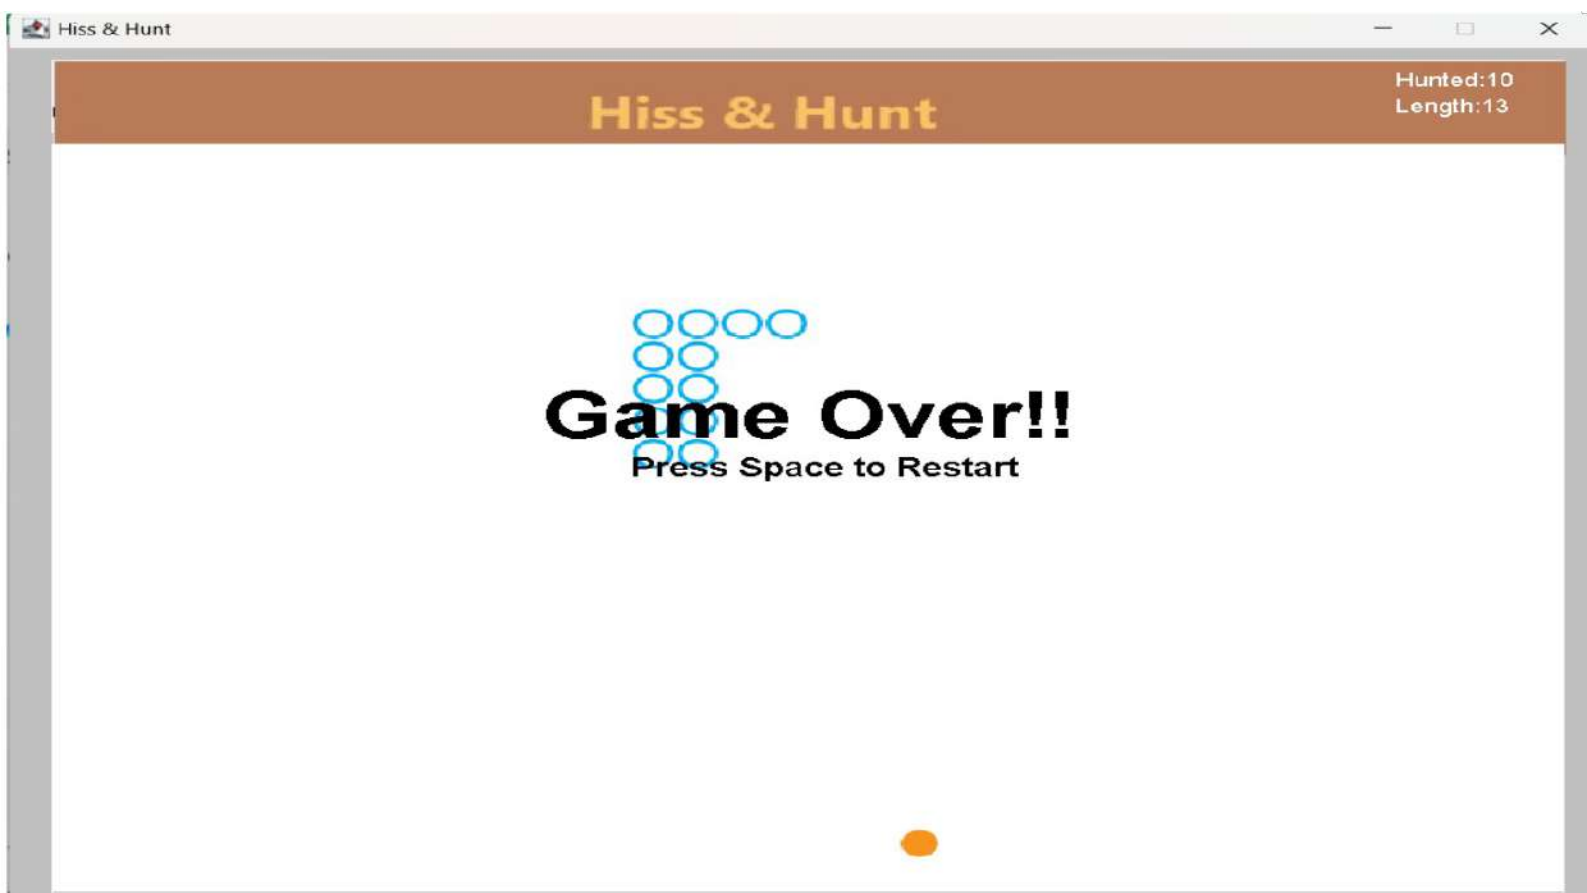 Hiss & Hunt
Hunted:10
Hiss & Hunt
Length:13
Game Over!!
Press Space to Restart